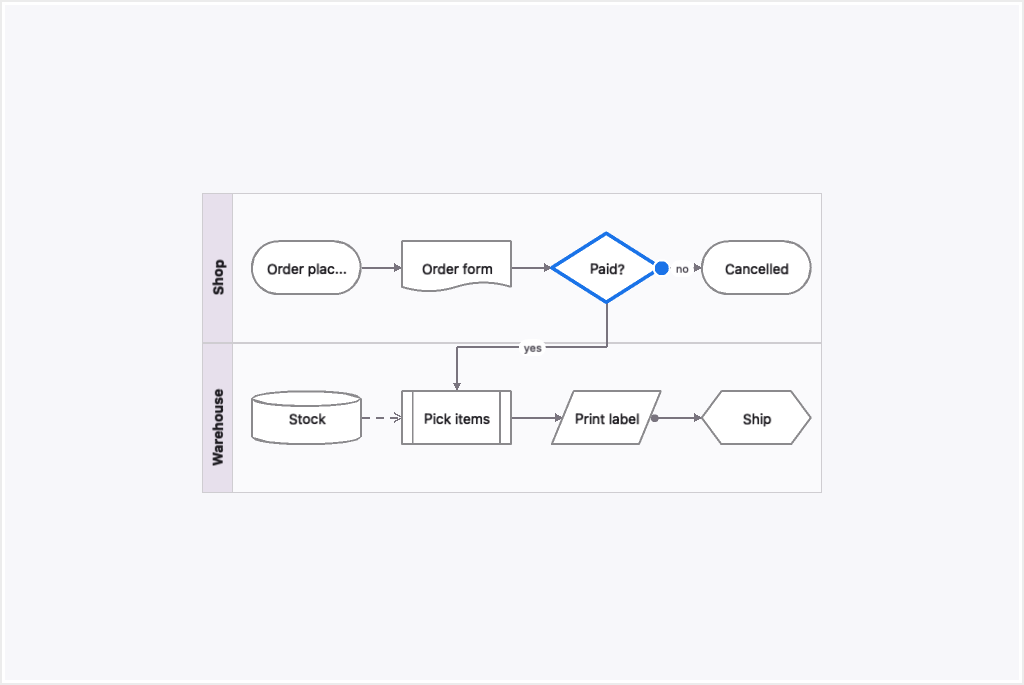 Shop
Order plac...
Order form
Paid?
no
Cancelled
yes
Warehouse
Stock
Pick items
Print label
Ship